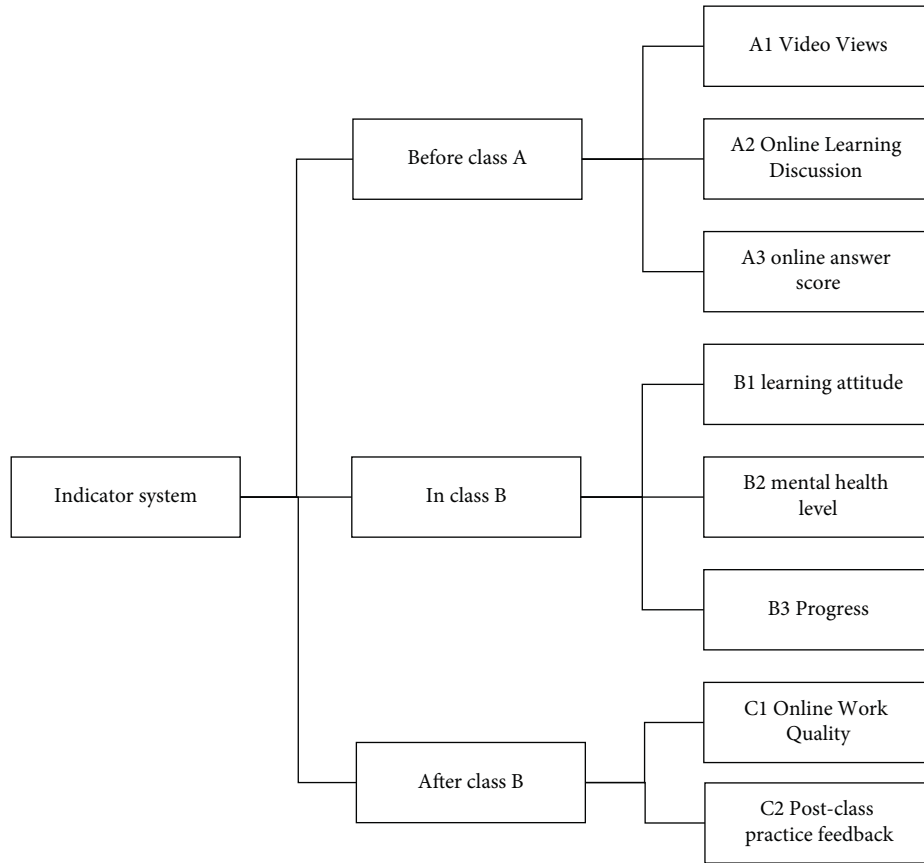 A1 Video Views
Before class A
A2 Online Learning
Discussion
A3 online answer
score
B1 learning attitude
Indicator system
In class B
B2 mental health
level
B3 Progress
C1 Online Work
Quality
After class B
C2 Post-class
practice feedback